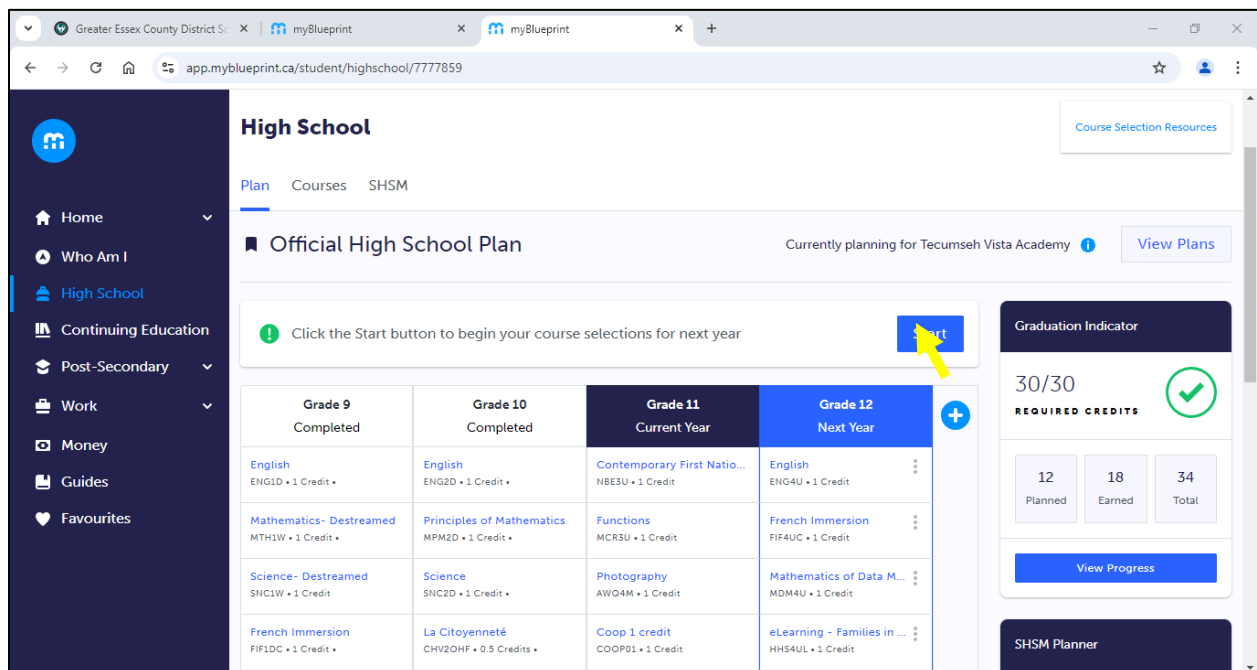 Greater Essex County District Sc
myBlueprint
myBlueprint
app.myblueprint.ca/student/highschool/7777859
Home
Who Am I
High School
Continuing Education
Post-Secondary
Work
Money
Guides
Favourites
High School
Course Selection Resources
Plan Courses SHSM
Official High School Plan
Currently planning for Tecumseh Vista Academy
View Plans
Click the Start button to begin your course selections for next year
Start
Grade 9 Grade 10 Grade 11 Grade 12
Completed Completed Current Year Next Year
English English Contemporary First Natio... English
ENG1D • 1 Credit • ENG2D • 1 Credit • NBE3U • 1 Credit ENG4U • 1 Credit
Mathematics- Destreamed Principles of Mathematics Functions French Immersion
MTH1W • 1 Credit • MPM2D • 1 Credit • MCR3U • 1 Credit FIF4UC • 1 Credit
Science- Destreamed Science Photography Mathematics of Data M...
SNC1W • 1 Credit SNC2D • 1 Credit • AWQ4M • 1 Credit MDM4U • 1 Credit
French Immersion La Citoyenneté Coop 1 credit eLearning - Families in ...
FIF1DC • 1 Credit • CHV2OHF • 0.5 Credits • COOP01 • 1 Credit HHS4UL • 1 Credit
Graduation Indicator
30/30
REQUIRED CREDITS
12 18 34
Planned Earned Total
View Progress
SHSM Planner